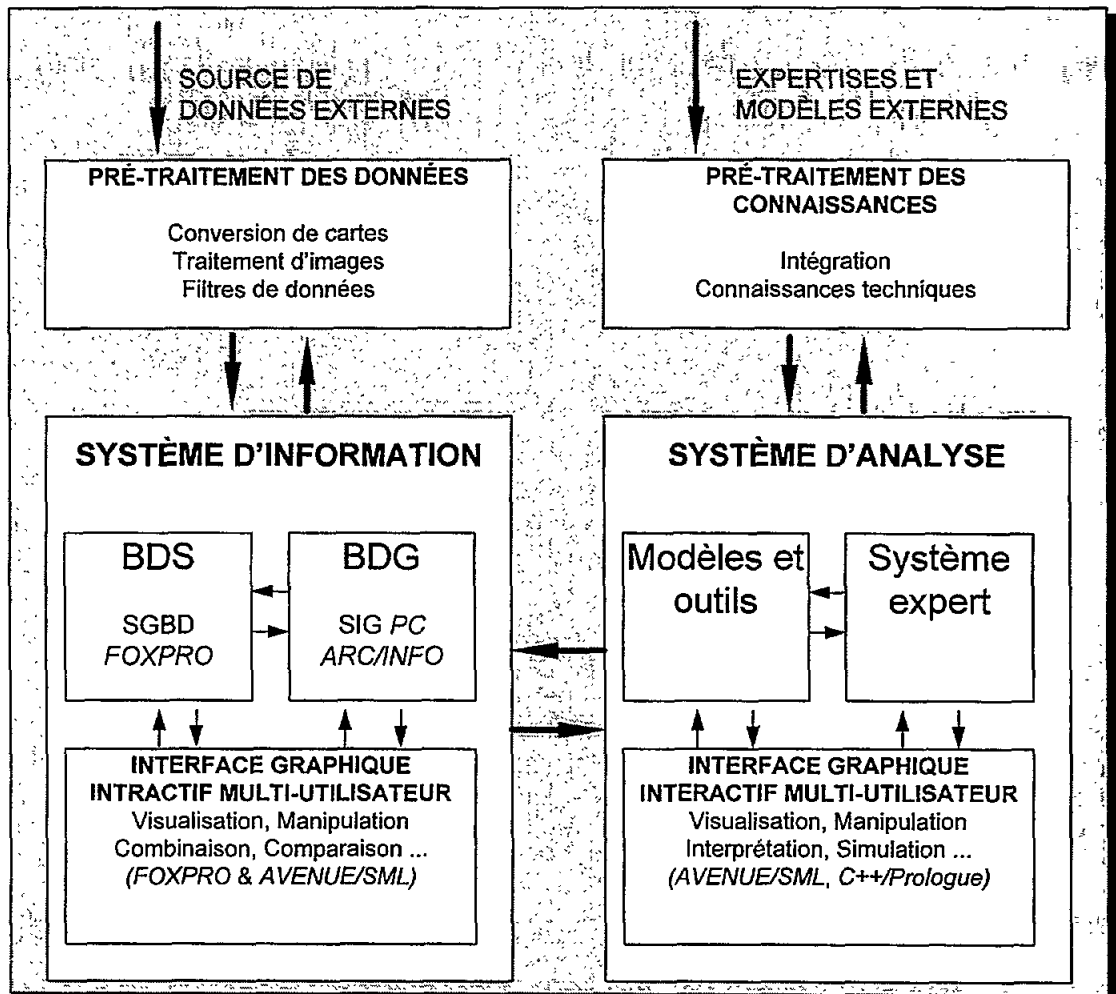 SOURCE DE
DONNÉES EXTERNES
EXPERTISES ET
MODÈLES EXTERNES
PRÉ-TRAITEMENT DES DONNÉES
Conversion de cartes
Traitement d'images
Filtres de données
PRÉ-TRAITEMENT DES
CONNAISSANCES
Intégration
Connaissances techniques
SYSTÈME D'INFORMATION
BDS
SGBD
FOXPRO
BDG
SIG PC
ARC/INFO
INTERFACE GRAPHIQUE
INTRACTIF MULTI-UTILISATEUR
Visualisation, Manipulation
Combinaison, Comparaison ...
(FOXPRO & AVENUE/SML)
SYSTÈME D'ANALYSE
Modèles et
outils
Système
expert
INTERFACE GRAPHIQUE
INTERACTIF MULTI-UTILISATEUR
Visualisation, Manipulation
Interprétation, Simulation ...
(AVENUE/SML, C++/Prologue)